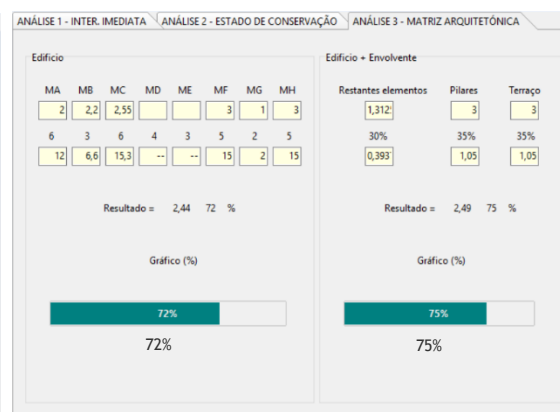 ANÁLISE 1 - INTER. IMEDIATA ANÁLISE 2 - ESTADO DE CONSERVAÇÃO ANÁLISE 3 - MATRIZ ARQUITETÓNICA
Edifício
MA MB MC MD ME MF MG MH
2 2,2 2,55 3 1 3
6 3 6 4 3 5 2 5
12 6,6 15,3 -- -- 15 2 15
Resultado = 2,44 72 %
Gráfico (%)
72%
72%
Edifício + Envolvente
Restantes elementos Pilares Terraço
1,312 3 3
30% 35% 35%
0,393 1,05 1,05
Resultado = 2,49 75 %
Gráfico (%)
75%
75%